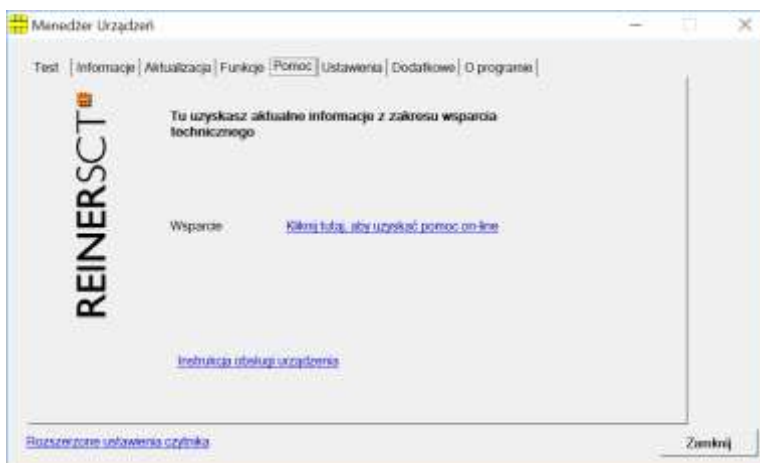 Menedżer Urządzeń
Test Informacje Aktualizacja Funkcje Pomoc Ustawienia Dodatkowe O programie
REINERSCT
Tu uzyskasz aktualne informacje z zakresu wsparcia
technicznego
Wsparcie Kliknij tutaj, aby uzyskać pomoc on-line
Instrukcja obsługi urządzenia
Rozszerzone ustawienia czytnika
Zamknij